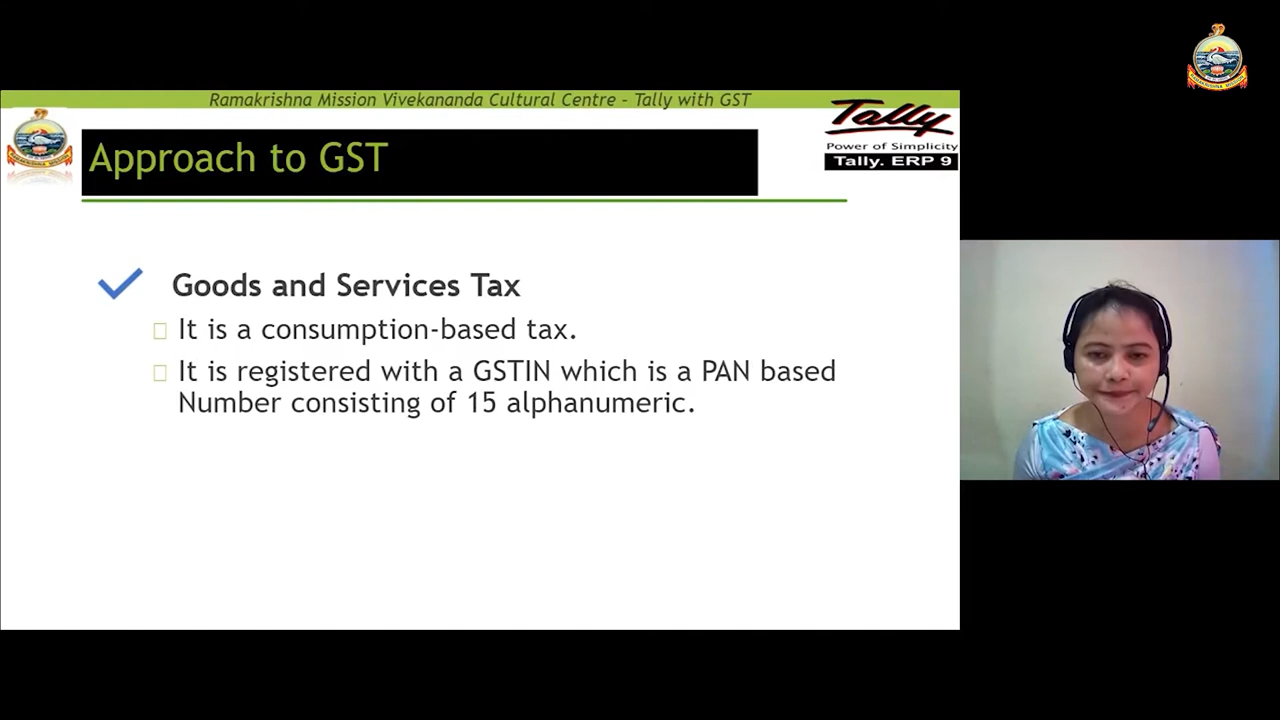 Ramakrishna Mission Vivekananda Cultural Centre - Tally with GST
Tally
Power of Simplicity
Tally. ERP 9
Approach to GST
Goods and Services Tax
It is a consumption-based tax.
It is registered with a GSTIN which is a PAN based
Number consisting of 15 alphanumeric.
RAMAKRISHNA MISSION